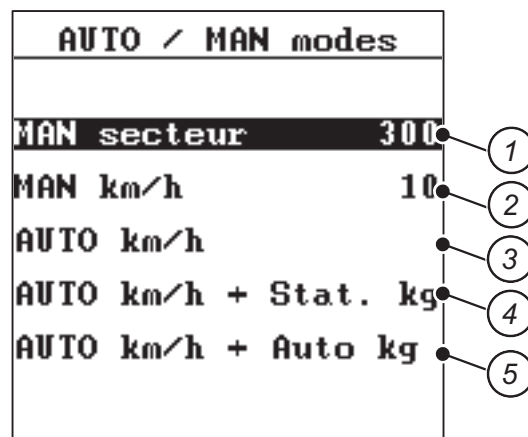 AUTO / MAN modes
MAN secteur 300 1
MAN km/h 10 2
AUTO km/h 3
AUTO km/h + Stat. kg 4
AUTO km/h + Auto kg 5